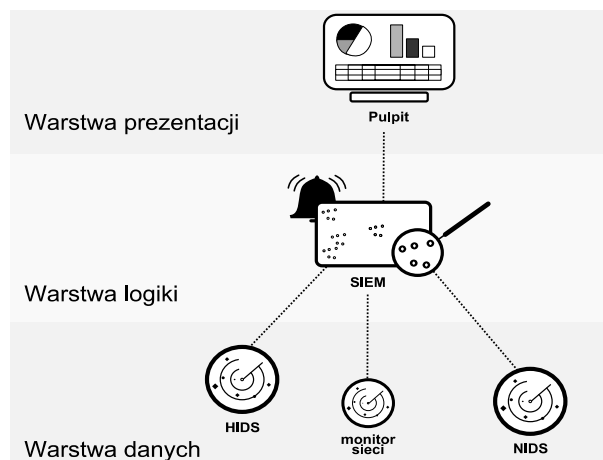 Pulpit
Warstwa prezentacji
SIEM
Warstwa logiki
HIDS
monitor
sieci
NIDS
Warstwa danych